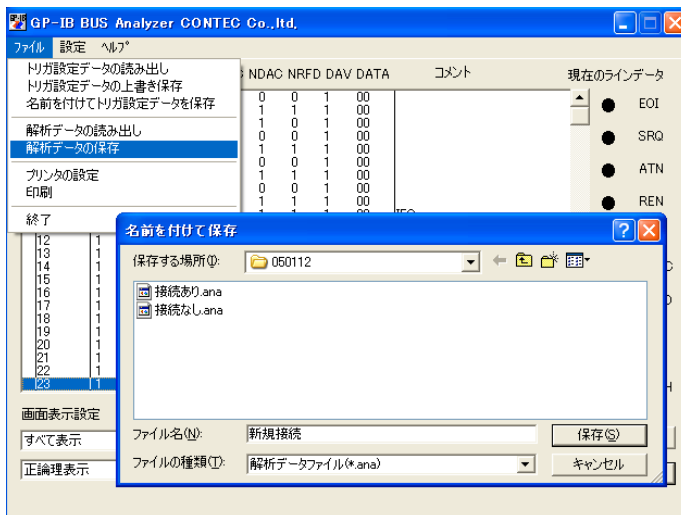 GP-IB BUS Analyzer CONTEC Co.,ltd.
ファイル 設定 ヘルプ
トリガ設定データの読み出し
トリガ設定データの上書き保存
名前を付けてトリガ設定データを保存
解析データの読み出し
解析データの保存
プリンタの設定
印刷
終了
NDAC NRFD DAV DATA コメント 現在のラインデータ
0 0 1 00
1 1 1 00
1 0 1 00
0 0 1 00
1 1 1 00
0 0 1 00
1 1 1 00
0 0 1 00
1 1 1 00
EOI
SRQ
ATN
REN
名前を付けて保存
保存する場所(I): 050112
接続あり.ana
接続なし.ana
ファイル名(N): 新規接続 保存(S)
ファイルの種類(T): 解析データファイル(*.ana) キャンセル
12 1
13 1
14 1
15 1
16 1
17 1
18 1
19 1
20 1
21 1
22 1
23 1
画面表示設定
すべて表示
正論理表示